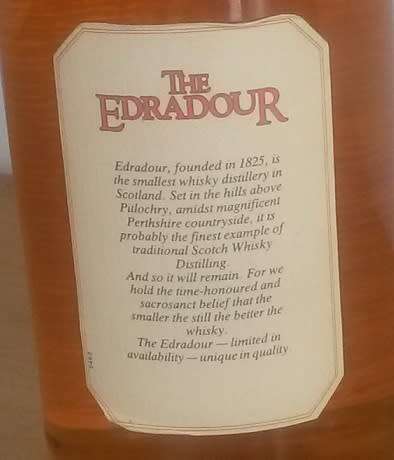 THE
EDRADOUR
Edradour, founded in 1825, is
the smallest whisky distillery in
Scotland. Set in the hills above
Pitlochry, amidst magnificent
Perthshire countryside, it is
probably the finest example of
traditional Scotch Whisky
Distilling.
And so it will remain. For we
hold the time-honoured and
sacrosanct belief that the
smaller the still the better the
whisky.
The Edradour — limited in
availability — unique in quality